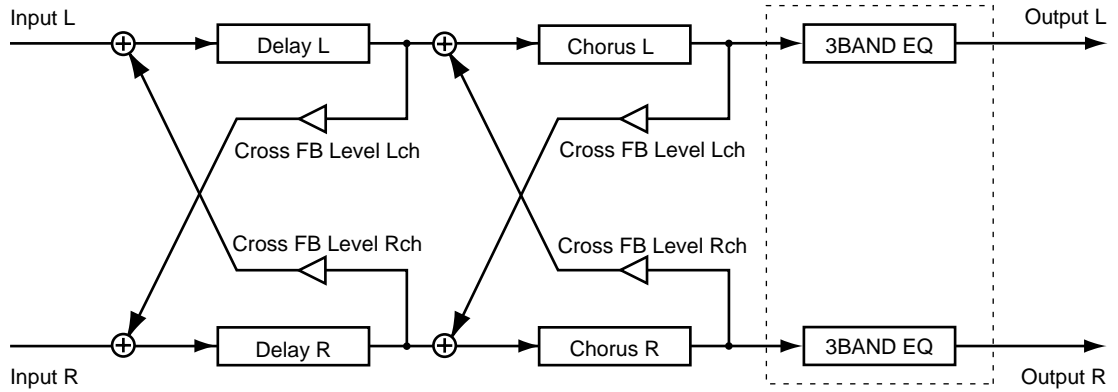 Input L
Output L
Delay L
Chorus L
3BAND EQ
Cross FB Level Lch
Cross FB Level Lch
Cross FB Level Rch
Cross FB Level Rch
Delay R
Chorus R
3BAND EQ
Input R
Output R